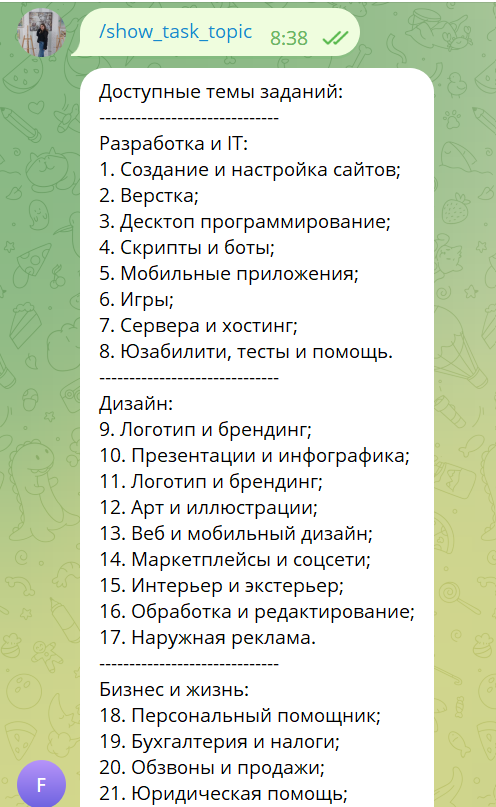 /show_task_topic 8:38
Доступные темы заданий:
------------------------------
Разработка и IT:
1. Создание и настройка сайтов;
2. Верстка;
3. Десктоп программирование;
4. Скрипты и боты;
5. Мобильные приложения;
6. Игры;
7. Сервера и хостинг;
8. Юзабилити, тесты и помощь.
------------------------------
Дизайн:
9. Логотип и брендинг;
10. Презентации и инфографика;
11. Логотип и брендинг;
12. Арт и иллюстрации;
13. Веб и мобильный дизайн;
14. Маркетплейсы и соцсети;
15. Интерьер и экстерьер;
16. Обработка и редактирование;
17. Наружная реклама.
------------------------------
Бизнес и жизнь:
18. Персональный помощник;
19. Бухгалтерия и налоги;
20. Обзвоны и продажи;
21. Юридическая помощь;
F